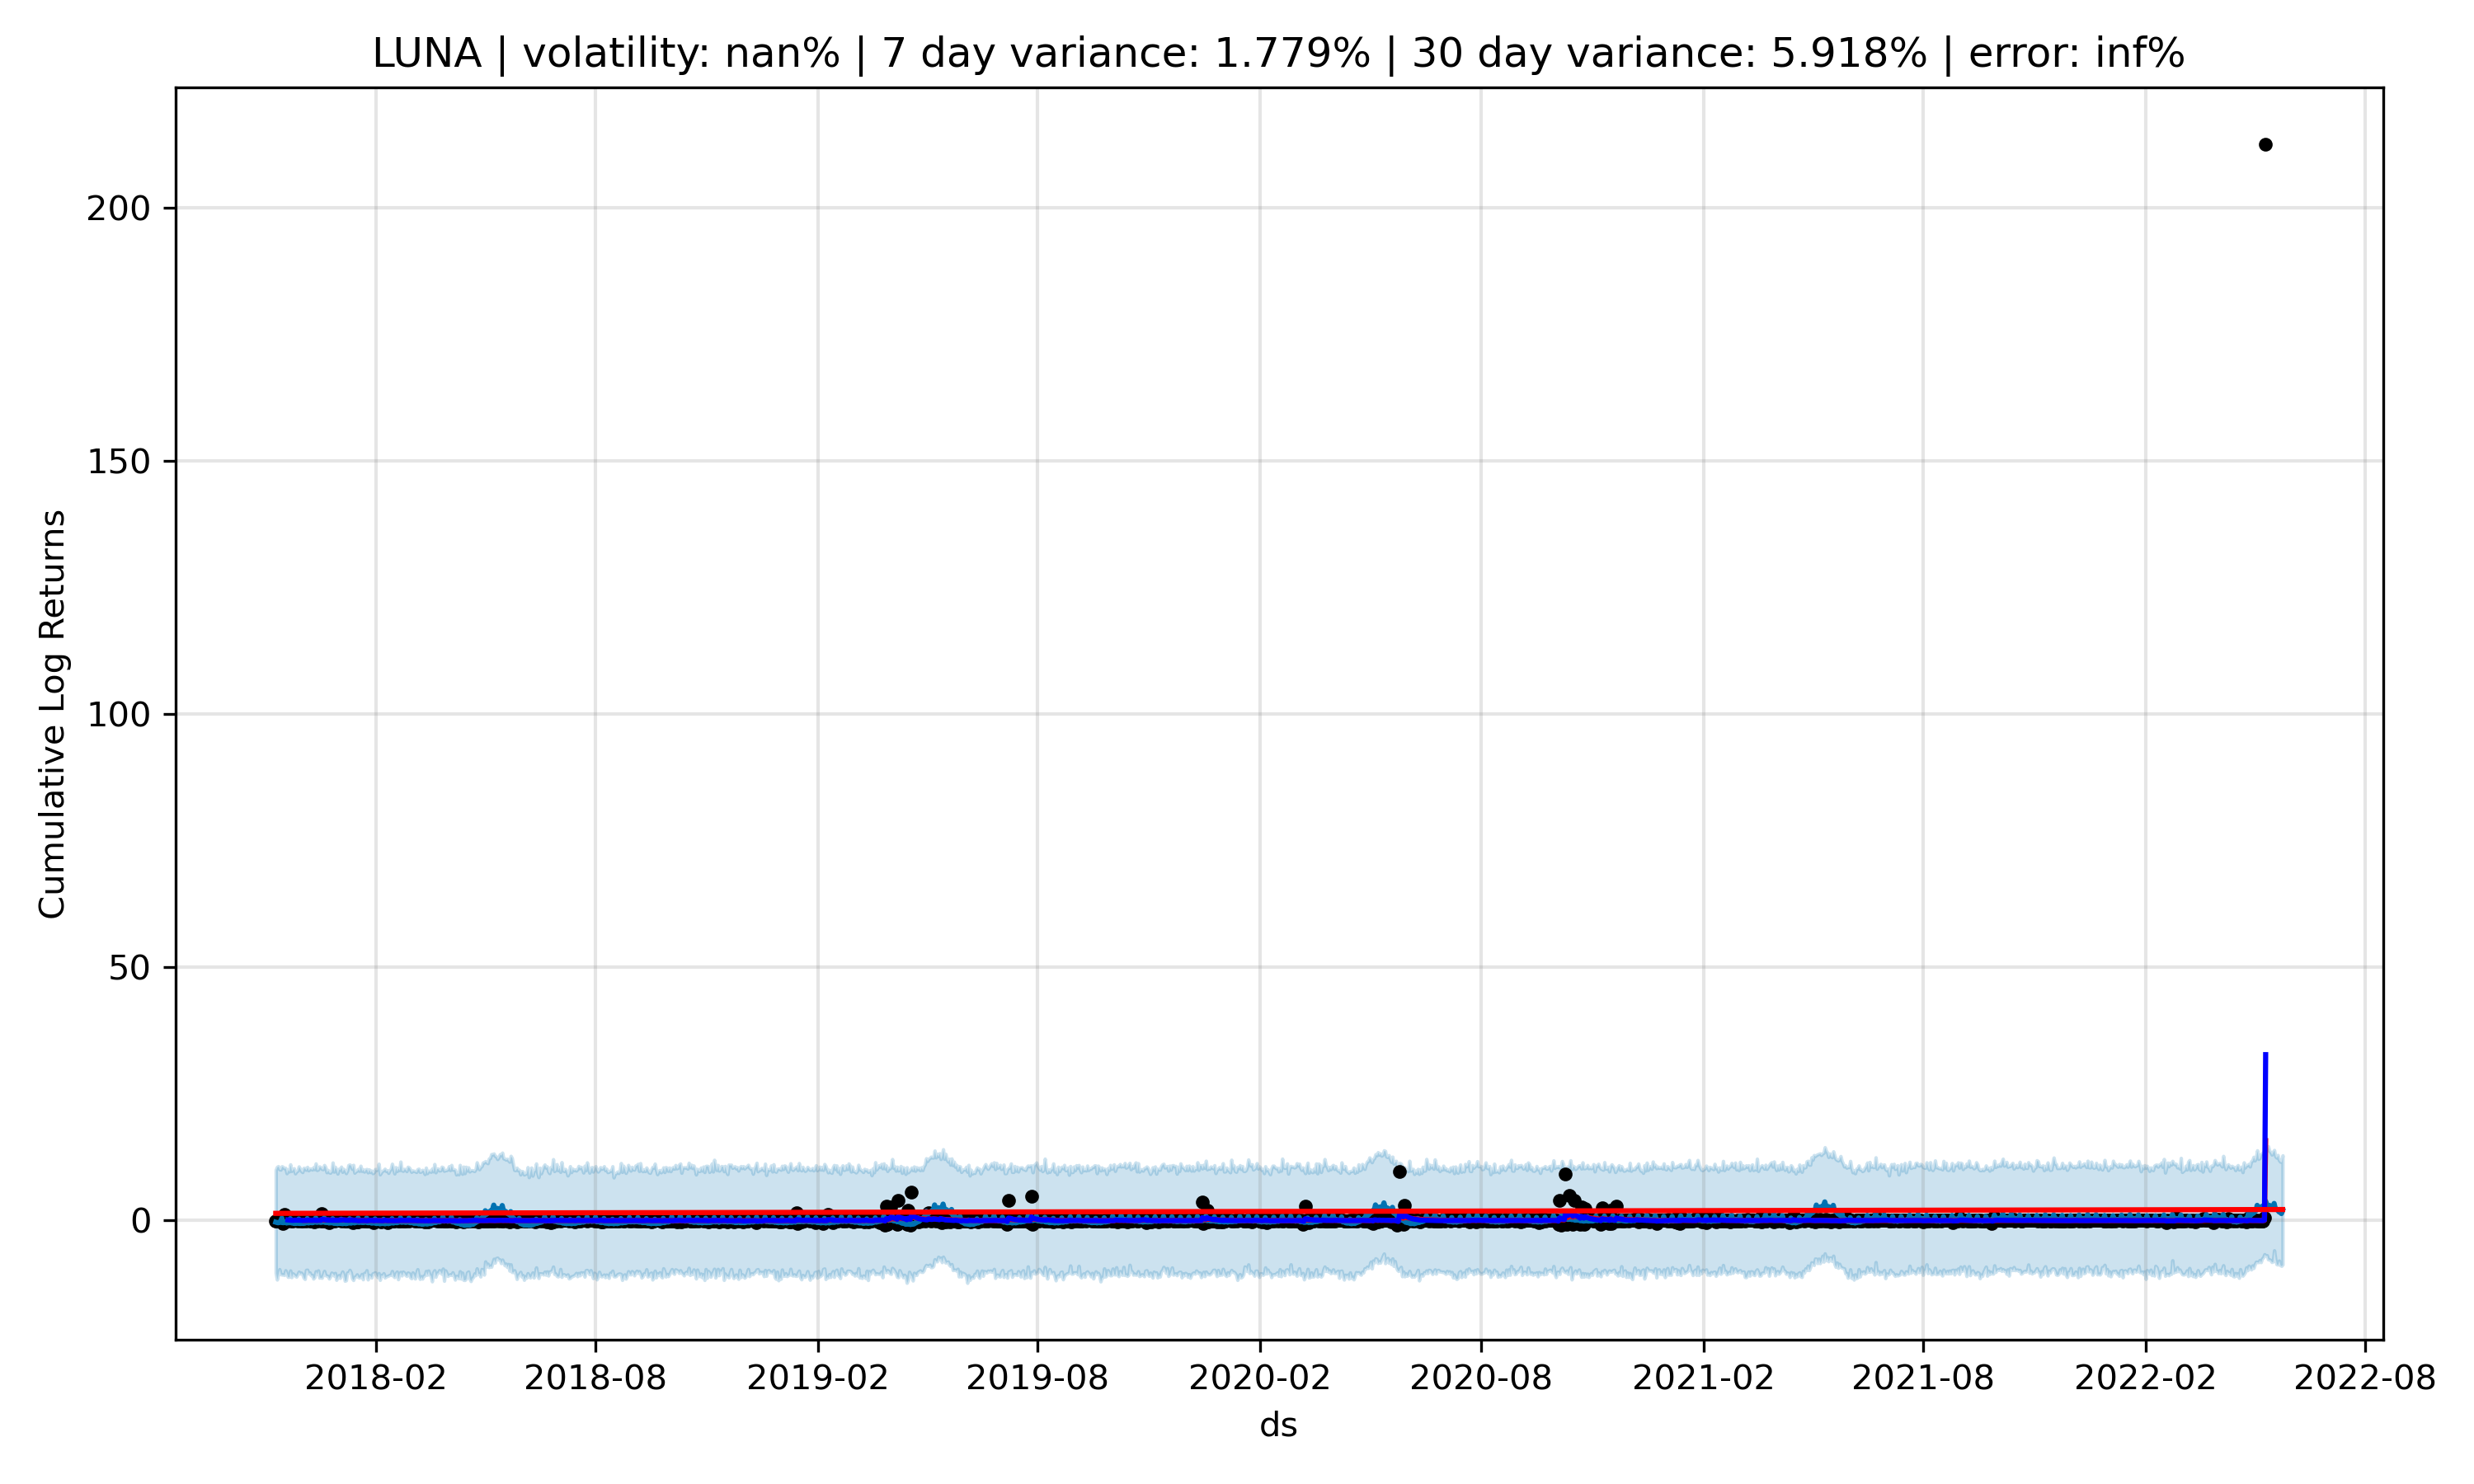 LUNA | volatility: nan% | 7 day variance: 1.779% | 30 day variance: 5.918% | error: inf%
200
150
100
50
0
Cumulative Log Returns
2018-02 2018-08 2019-02 2019-08 2020-02 2020-08 2021-02 2021-08 2022-02 2022-08
ds